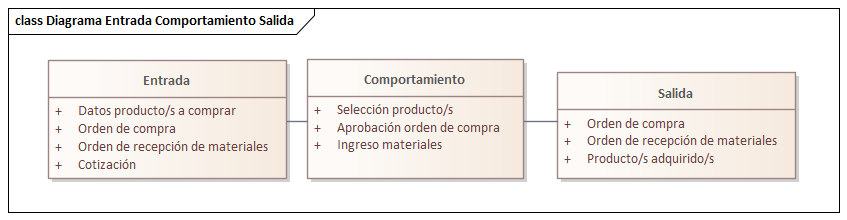 class Diagrama Entrada Comportamiento Salida
Entrada
+ Datos producto/s a comprar
+ Orden de compra
+ Orden de recepción de materiales
+ Cotización
Comportamiento
+ Selección producto/s
+ Aprobación orden de compra
+ Ingreso materiales
Salida
+ Orden de compra
+ Orden de recepción de materiales
+ Producto/s adquirido/s